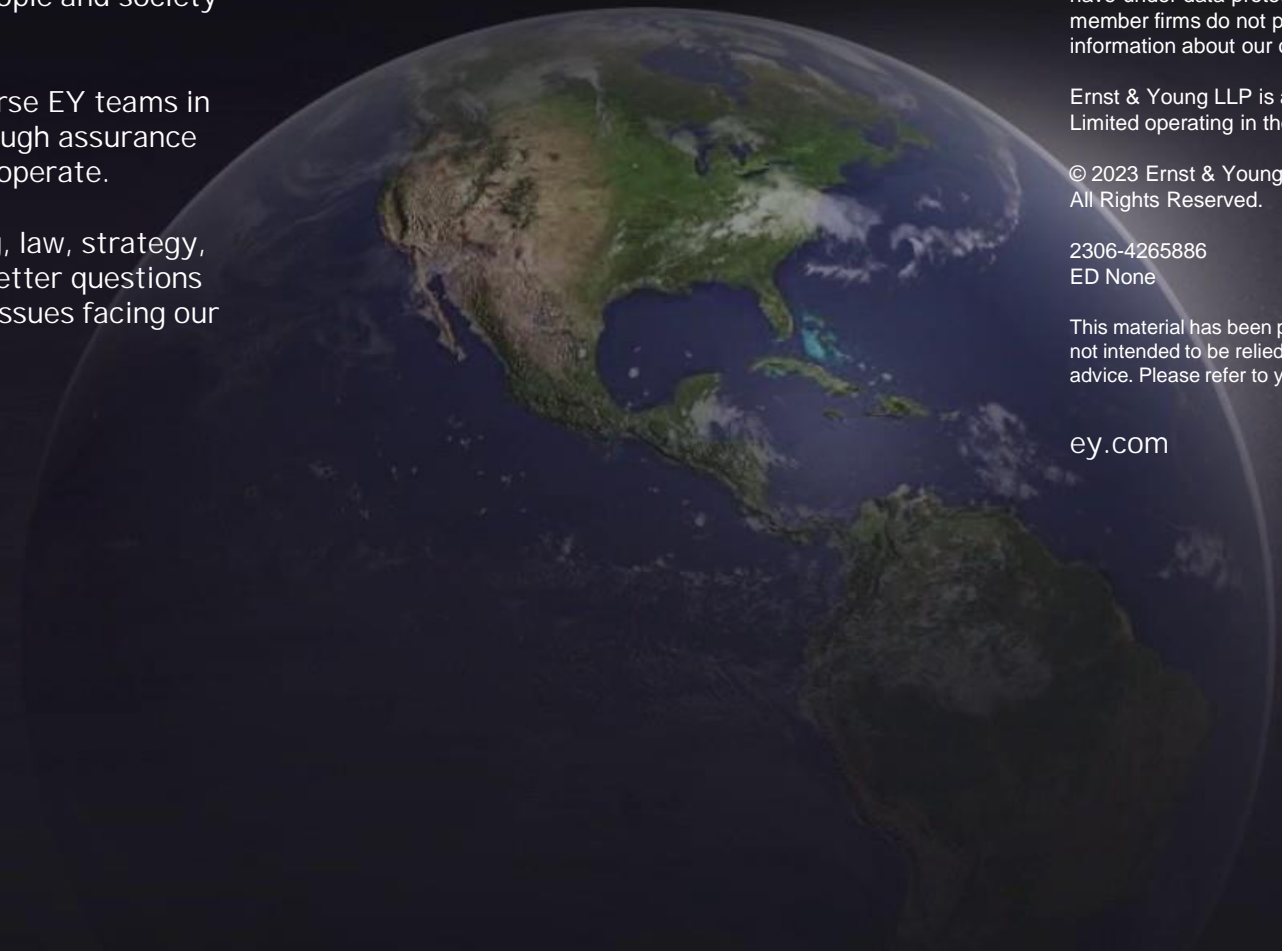 ople and society
rse EY teams in
ugh assurance
operate.
, law, strategy,
etter questions
ssues facing our
have under data prote
member firms do not p
information about our c
Ernst & Young LLP is a
Limited operating in the
© 2023 Ernst & Young
All Rights Reserved.
2306-4265886
ED None
This material has been p
not intended to be relied
advice. Please refer to y
ey.com